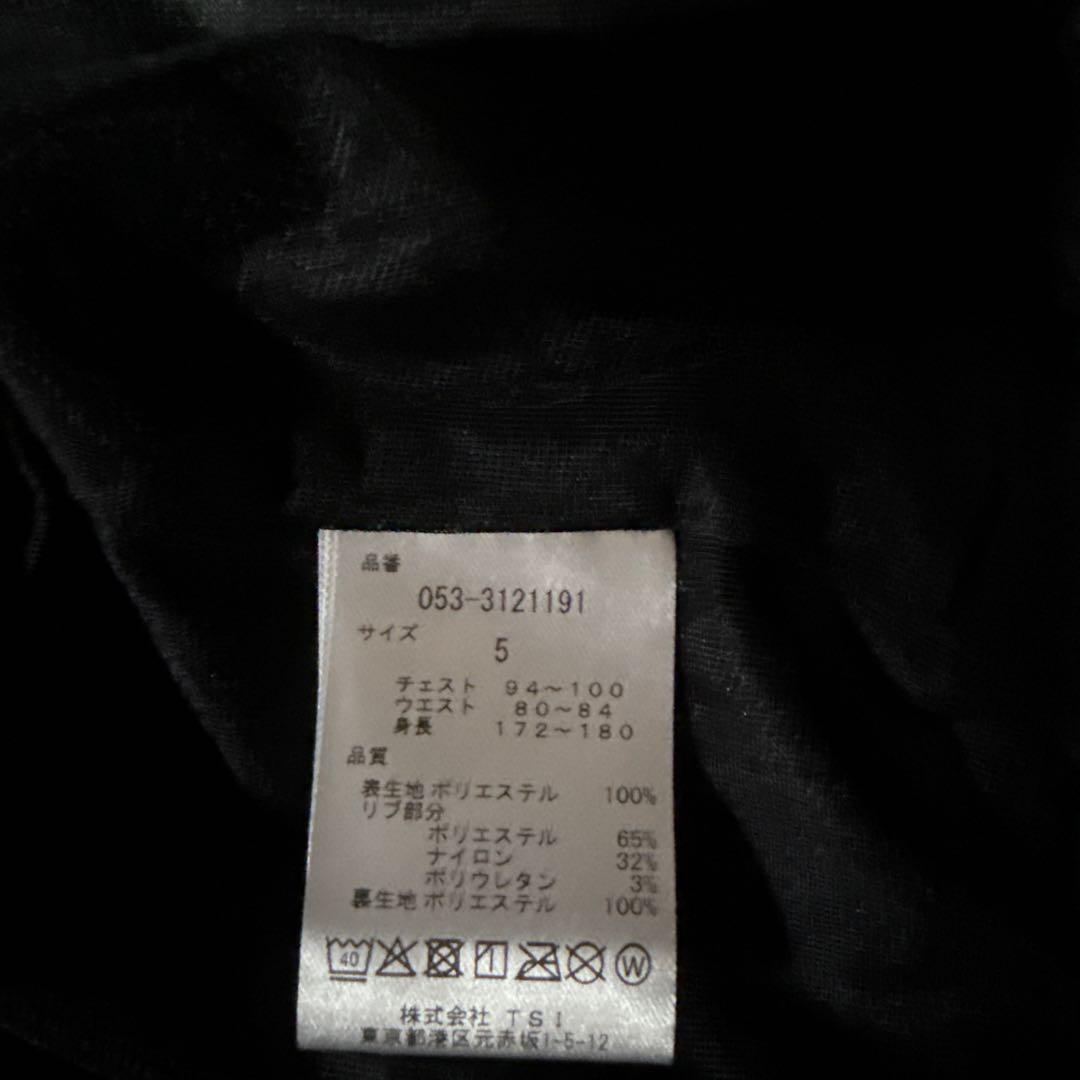 品番
053-3121191
サイズ
5
チェスト 94~100
ウエスト 80~84
身長 172~180
品質
表生地 ポリエステル 100%
リブ部分
ポリエステル 65%
ナイロン 32%
ポリウレタン 3%
裏生地 ポリエステル 100%
40 W
株式会社 TSI
東京都港区元赤坂1-5-12